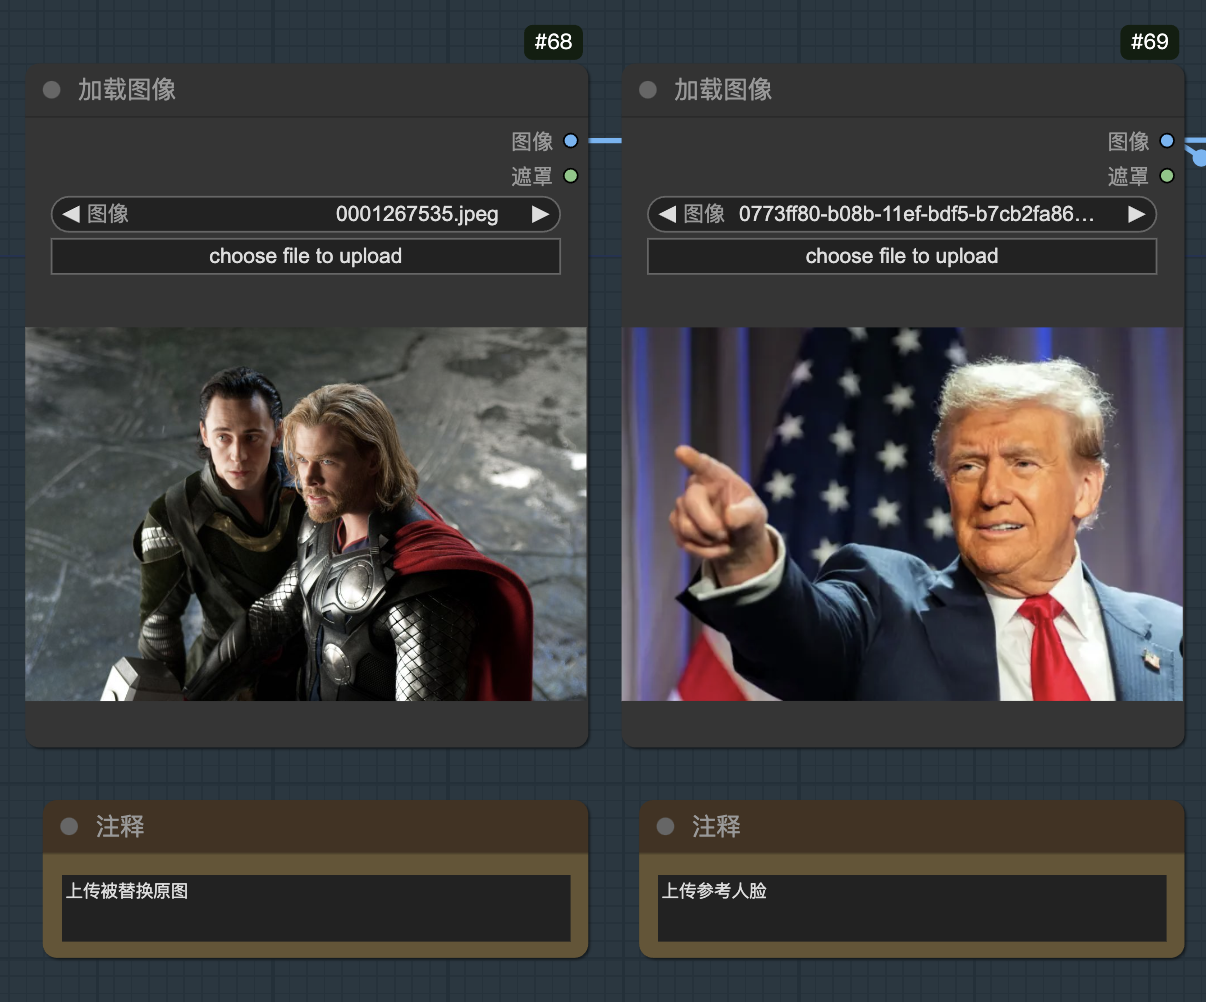 #68
加载图像
图像
遮罩
图像 0001267535.jpeg
choose file to upload
注释
上传被替换原图
#69
加载图像
图像
遮罩
图像 0773ff80-b08b-11ef-bdf5-b7cb2fa86…
choose file to upload
注释
上传参考人脸